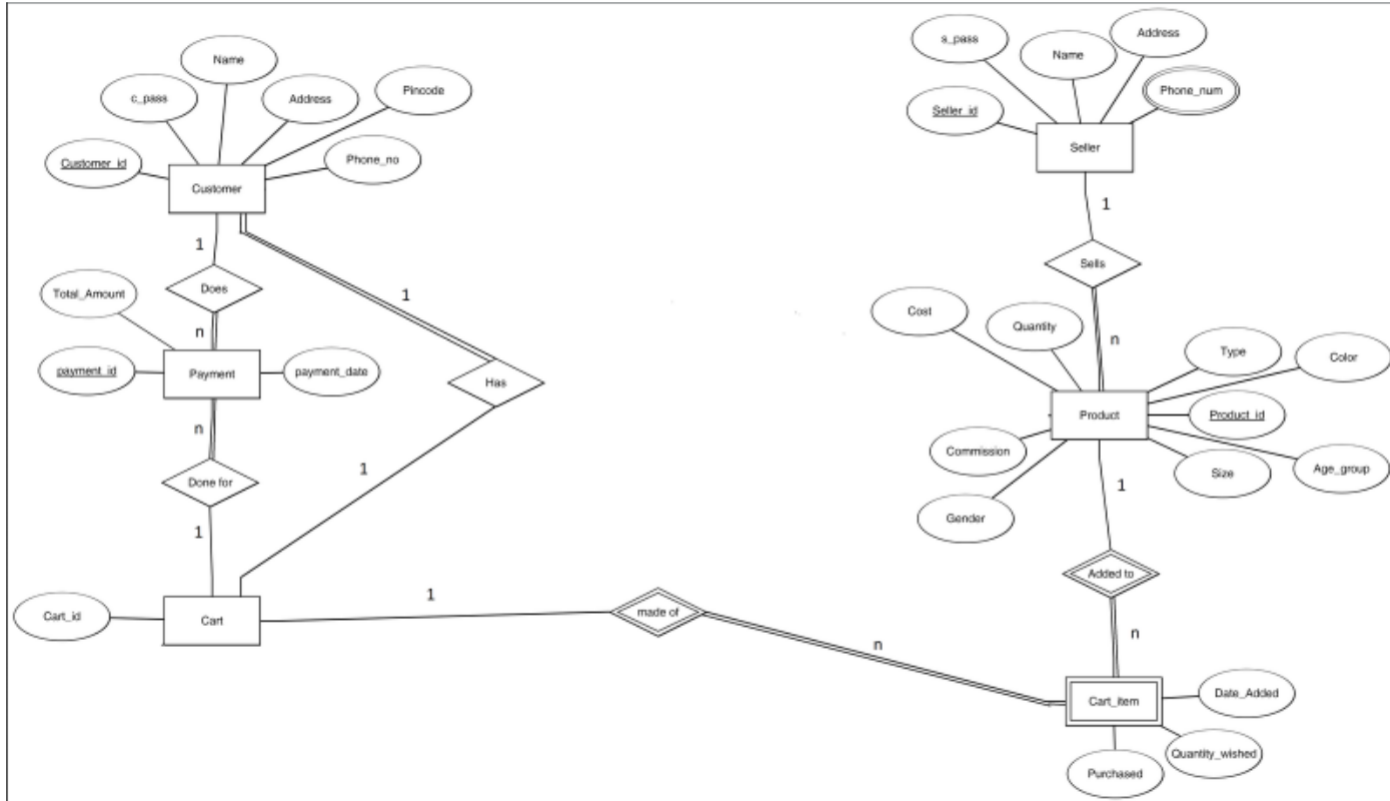 s_pass
Name
Address
Phone_num
Seller_id
Seller
Name
c_pass
Address
Pincode
Customer_id
Phone_no
Customer
1
1
Does
Sells
Total_Amount
1
n
n
payment_id
Payment
payment_date
Has
Cost
Quantity
Type
Color
Product
Product_id
Commission
Size
Age_group
Gender
n
1
1
Done for
1
Added to
Cart_id
Cart
1
made of
n
n
Cart_item
Date_Added
Quantity_wished
Purchased